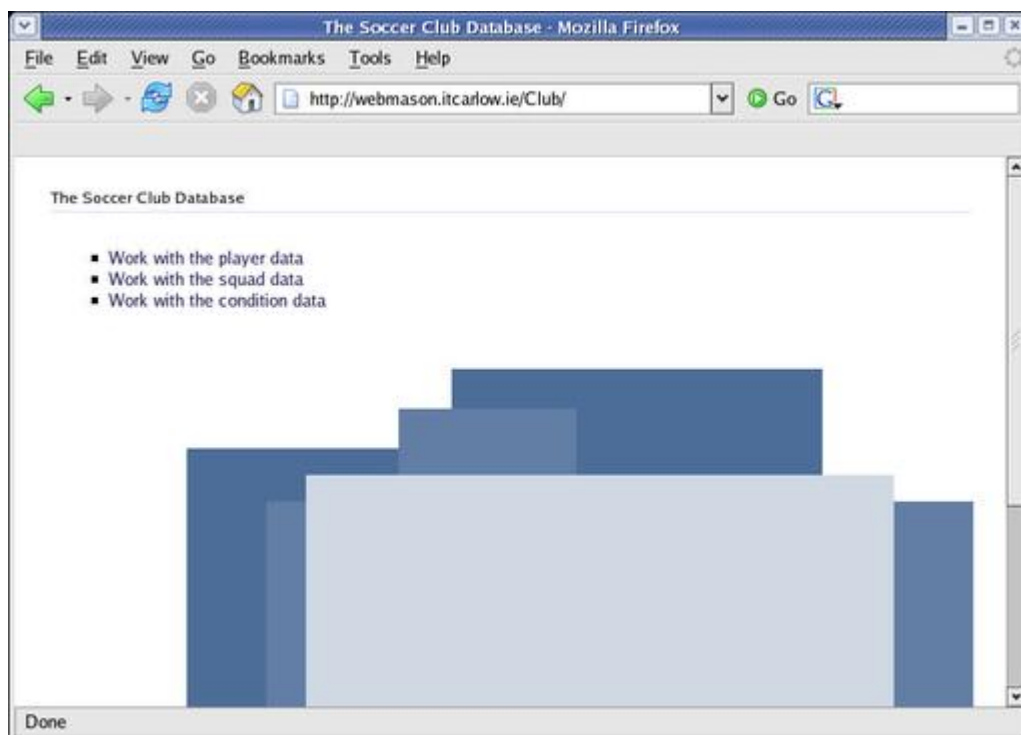 The Soccer Club Database - Mozilla Firefox
File Edit View Go Bookmarks Tools Help
http://webmason.itcarlow.ie/Club/ Go G
The Soccer Club Database
Work with the player data
Work with the squad data
Work with the condition data
Done